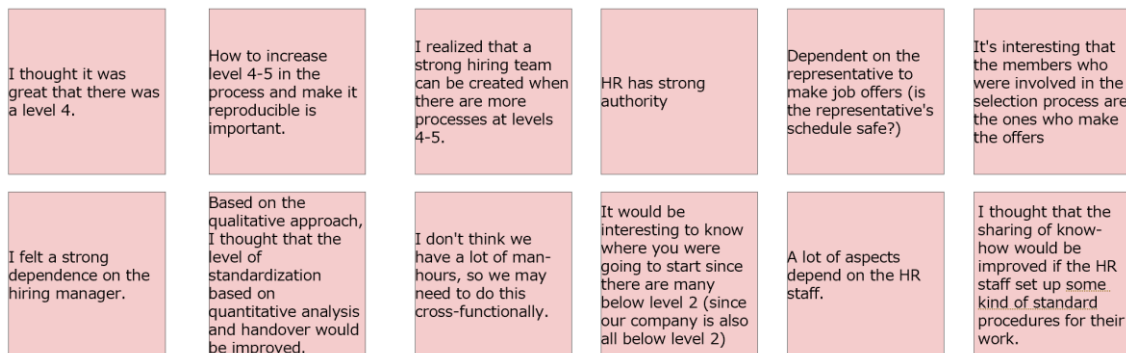 I thought it was
great that there was
a level 4.
How to increase
level 4-5 in the
process and make it
reproducible is
important.
I realized that a
strong hiring team
can be created when
there are more
processes at levels
4-5.
HR has strong
authority
Dependent on the
representative to
make job offers (is
the representative's
schedule safe?)
It's interesting that
the members who
were involved in the
selection process are
the ones who make
the offers
I felt a strong
dependence on the
hiring manager.
Based on the
qualitative approach,
I thought that the
level of
standardization
based on
quantitative analysis
and handover would
be improved.
I don't think we
have a lot of man-
hours, so we may
need to do this
cross-functionally.
It would be
interesting to know
where you were
going to start since
there are many
below level 2 (since
our company is also
all below level 2)
A lot of aspects
depend on the HR
staff.
I thought that the
sharing of know-
how would be
improved if the HR
staff set up some
kind of standard
procedures for their
work.